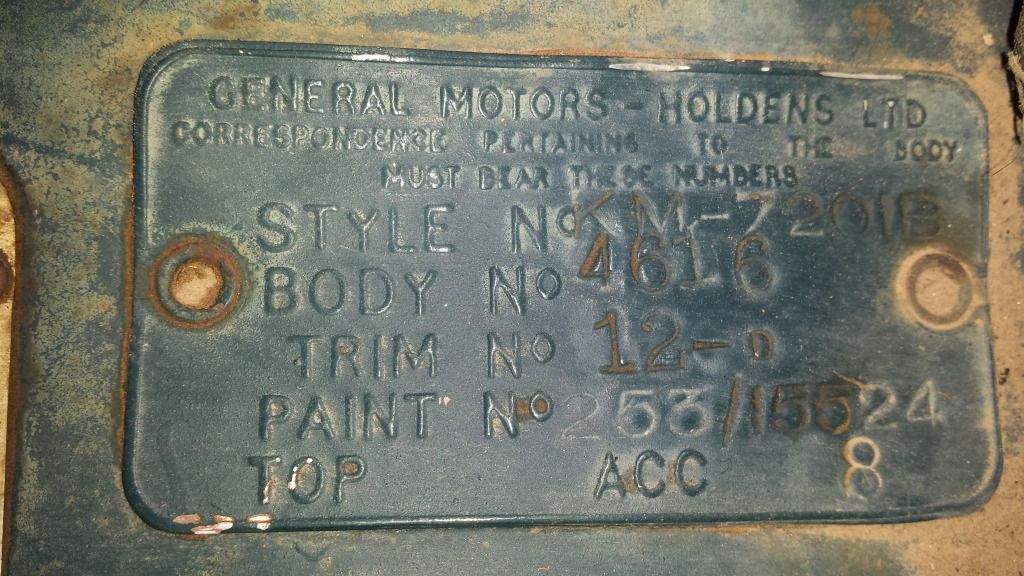 GENERAL MOTORS - HOLDENS LTD
CORRESPONDENCE PERTAINING TO THE BODY
MUST BEAR THESE NUMBERS
STYLE No KM-7201B
BODY No 4616
TRIM No 12-D
PAINT No 253/15524
TOP ACC 8